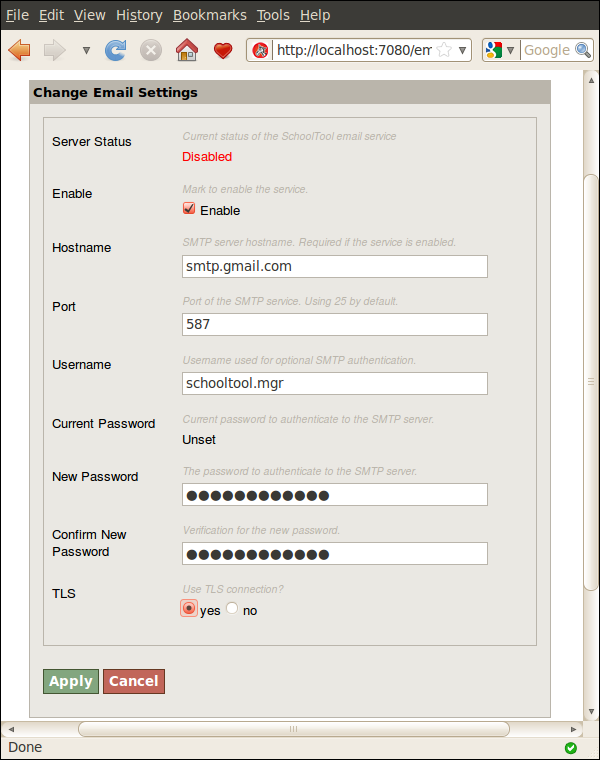 File Edit View History Bookmarks Tools Help
http://localhost:7080/em
Google
Change Email Settings
Server Status
Current status of the SchoolTool email service
Disabled
Enable
Mark to enable the service.
Enable
Hostname
SMTP server hostname. Required if the service is enabled.
smtp.gmail.com
Port
Port of the SMTP service. Using 25 by default.
587
Username
Username used for optional SMTP authentication.
schooltool.mgr
Current Password
Current password to authenticate to the SMTP server.
Unset
New Password
The password to authenticate to the SMTP server.
●●●●●●●●●●●●
Confirm New
Password
Verification for the new password.
●●●●●●●●●●●●
TLS
Use TLS connection?
yes no
Apply Cancel
Done